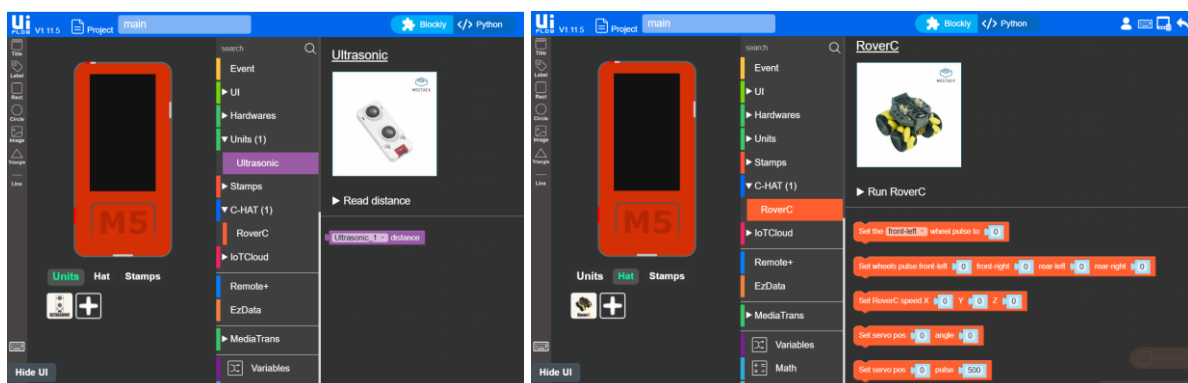 Ui
FLOW V1.11.5 Project main Blockly </> Python
Title
Label
Rect
Circle
Image
Triangle
Line
M5
Units Hat Stamps
ULTRASONIC
Hide UI
search
Event
UI
Hardwares
Units (1)
Ultrasonic
Stamps
C-HAT (1)
RoverC
IoTCloud
Remote+
EzData
MediaTrans
Variables
Ultrasonic
M5STACK
Read distance
Ultrasonic_1 distance
Ui
FLOW V1.11.5 Project main Blockly </> Python
Title
Label
Rect
Circle
Image
Triangle
Line
M5
Units Hat Stamps
RoverC
Hide UI
search
Event
UI
Hardwares
Units
Stamps
C-HAT (1)
RoverC
IoTCloud
Remote+
EzData
MediaTrans
Variables
Math
RoverC
M5STACK
Run RoverC
Set the front-left wheel pulse to 0
Set wheels pulse front-left 0 front-right 0 rear-left 0 rear-right 0
Set RoverC speed X 0 Y 0 Z 0
Set servo pos 0 angle 0
Set servo pos 0 pulse 500